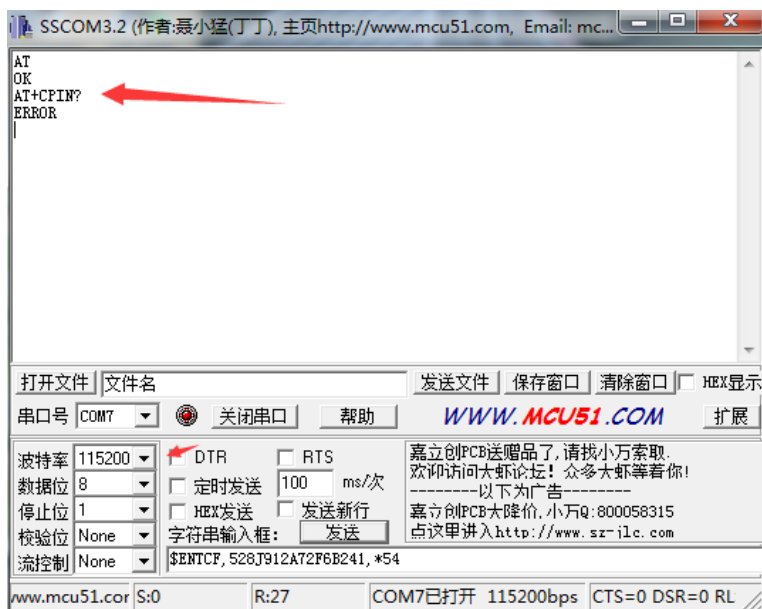 SSCOM3.2 (作者:聂小猛(丁丁), 主页http://www.mcu51.com, Email: mc...
AT
OK
AT+CPIN?
ERROR
打开文件 文件名 发送文件 保存窗口 清除窗口 HEX显示
串口号 COM7 关闭串口 帮助 WWW.MCU51.COM 扩展
波特率 115200 DTR RTS
数据位 8 定时发送 100 ms/次
停止位 1 HEX发送 发送新行
校验位 None 字符串输入框: 发送
流控制 None $ENTCF,528J912A72F6B241,*54
嘉立创PCB送赠品了,请找小万索取.
欢迎访问大虾论坛! 众多大虾等着你!
--------以下为广告--------
嘉立创PCB大降价,小万Q:800058315
点这里进入http://www.sz-jlc.com
www.mcu51.cor S:0 R:27 COM7已打开 115200bps CTS=0 DSR=0 RL